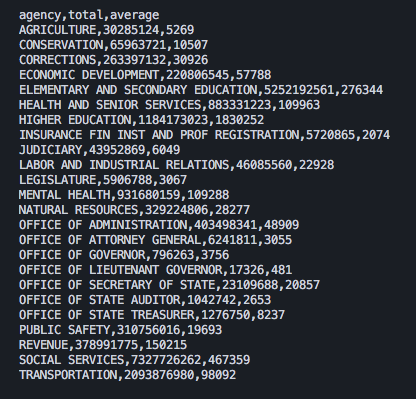 agency,total,average
AGRICULTURE,30285124,5269
CONSERVATION,65963721,10507
CORRECTIONS,263397132,30926
ECONOMIC DEVELOPMENT,220806545,57788
ELEMENTARY AND SECONDARY EDUCATION,5252192561,276344
HEALTH AND SENIOR SERVICES,883331223,109963
HIGHER EDUCATION,1184173023,1830252
INSURANCE FIN INST AND PROF REGISTRATION,5720865,2074
JUDICIARY,43952869,6049
LABOR AND INDUSTRIAL RELATIONS,46085560,22928
LEGISLATURE,5906788,3067
MENTAL HEALTH,931680159,109288
NATURAL RESOURCES,329224806,28277
OFFICE OF ADMINISTRATION,403498341,48909
OFFICE OF ATTORNEY GENERAL,6241811,3055
OFFICE OF GOVERNOR,796263,3756
OFFICE OF LIEUTENANT GOVERNOR,17326,481
OFFICE OF SECRETARY OF STATE,23109688,20857
OFFICE OF STATE AUDITOR,1042742,2653
OFFICE OF STATE TREASURER,1276750,8237
PUBLIC SAFETY,310756016,19693
REVENUE,378991775,150215
SOCIAL SERVICES,7327726262,467359
TRANSPORTATION,2093876980,98092